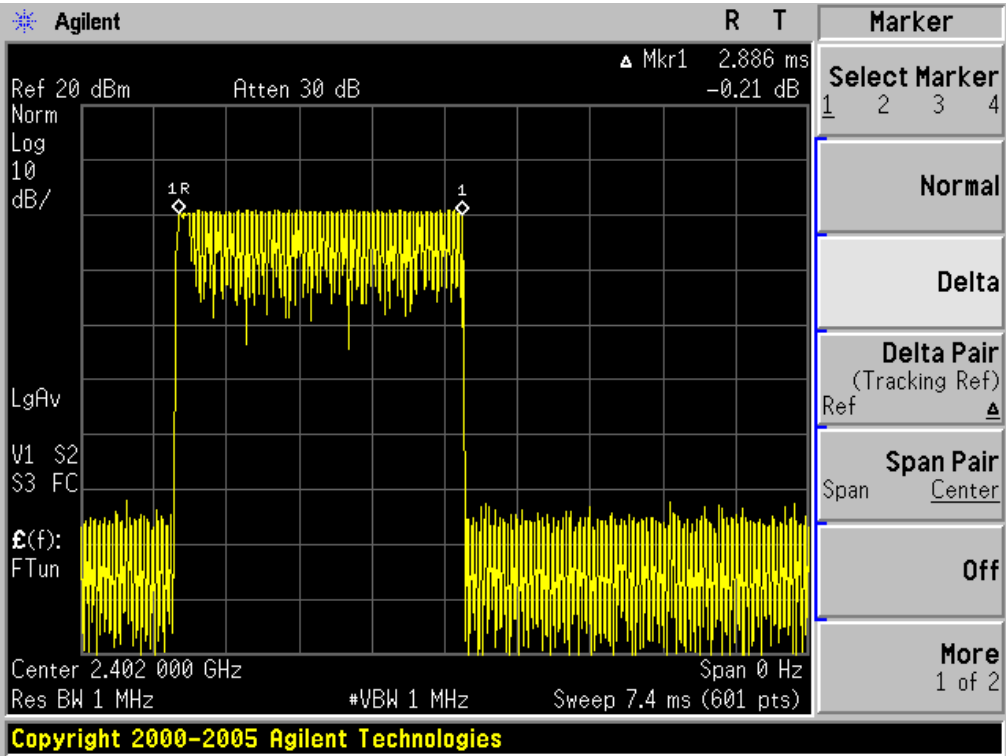 Agilent R T
Δ Mkr1 2.886 ms
Ref 20 dBm Atten 30 dB -0.21 dB
Norm
Log
10
dB/
1R
1
LgAv
V1 S2
S3 FC
£(f):
FTun
Center 2.402 000 GHz Span 0 Hz
Res BW 1 MHz #VBW 1 MHz Sweep 7.4 ms (601 pts)
Copyright 2000-2005 Agilent Technologies
Marker
Select Marker
1 2 3 4
Normal
Delta
Delta Pair
(Tracking Ref)
Ref Δ
Span Pair
Span Center
Off
More
1 of 2